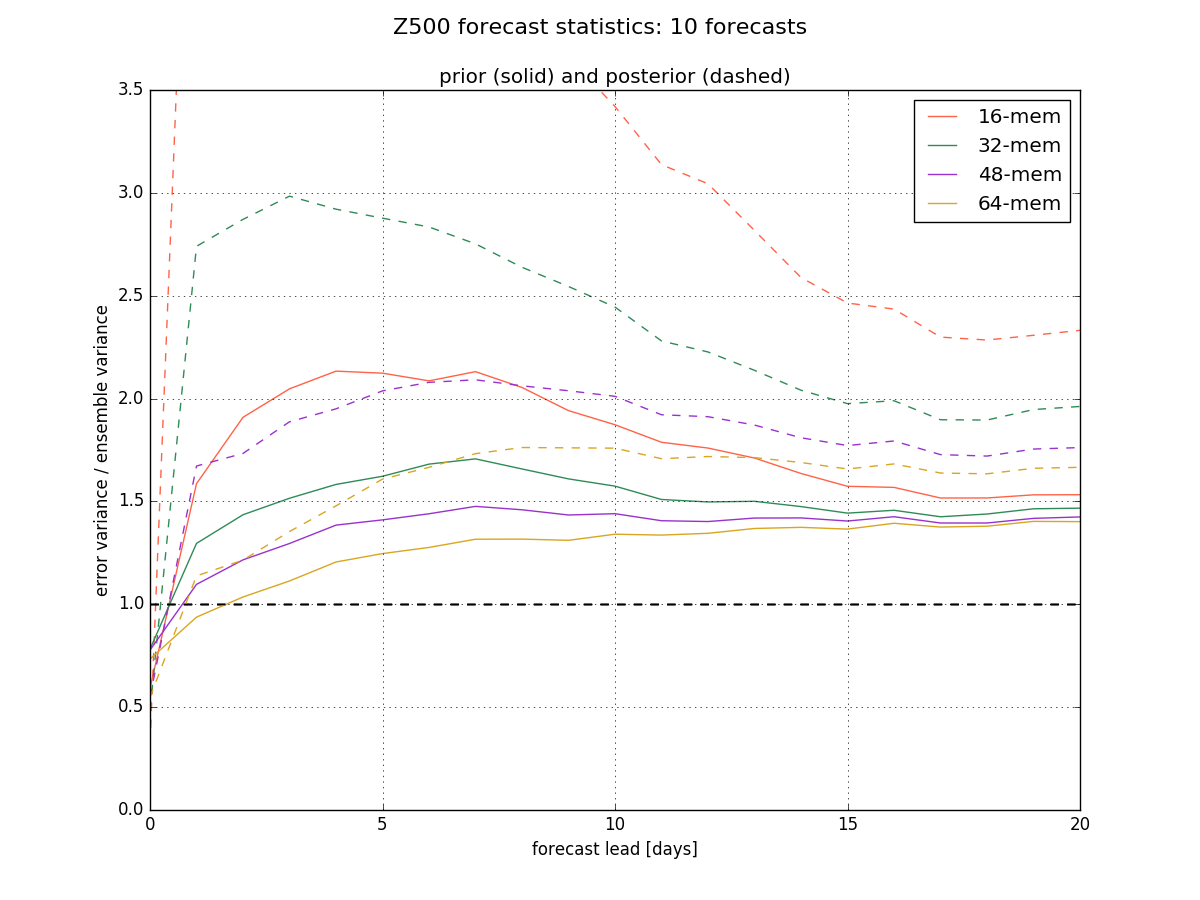 Z500 forecast statistics: 10 forecasts
prior (solid) and posterior (dashed)
3.5
3.0
2.5
2.0
1.5
1.0
0.5
0.0
error variance / ensemble variance
16-mem
32-mem
48-mem
64-mem
0 5 10 15 20
forecast lead [days]